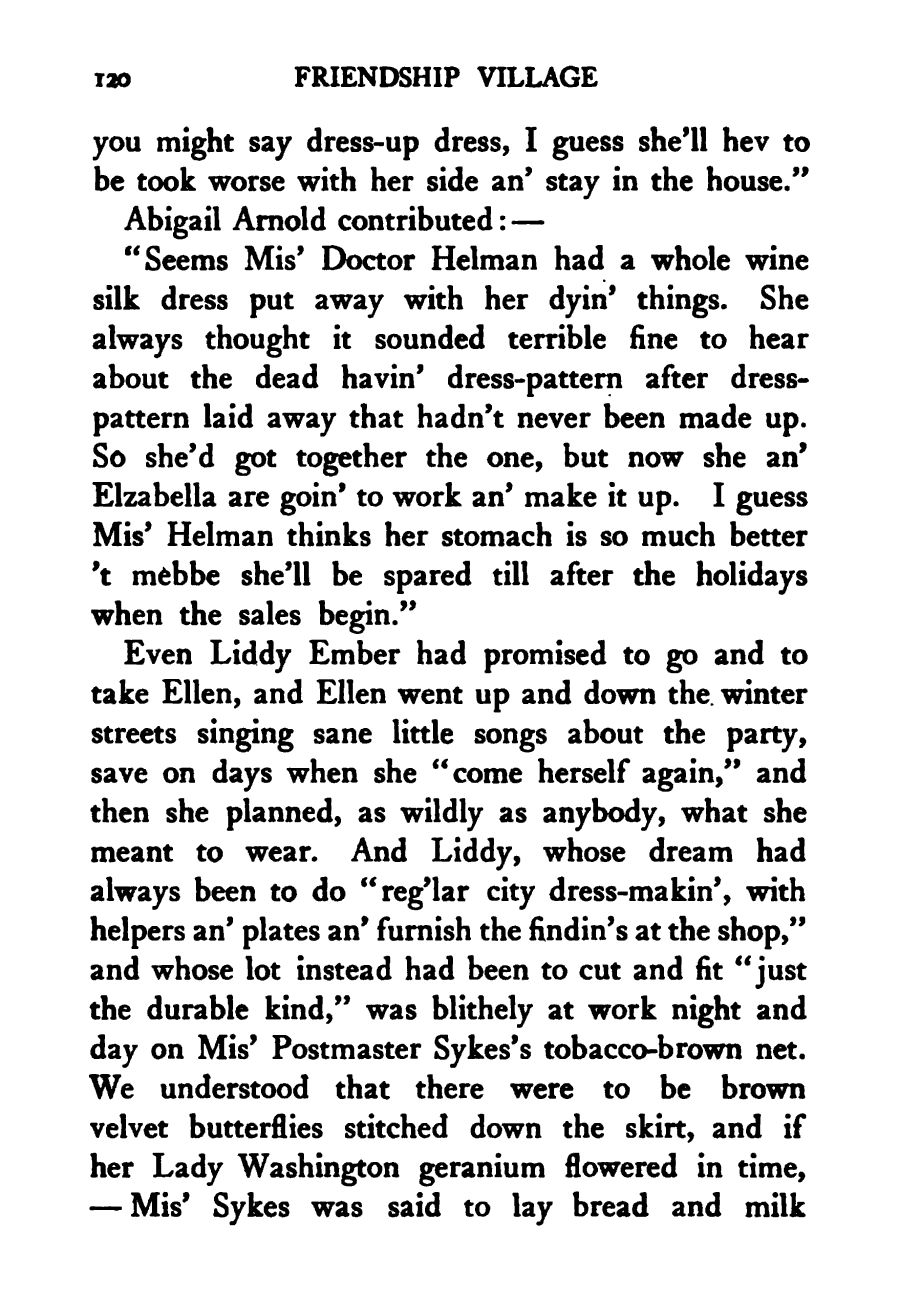 120 FRIENDSHIP VILLAGE
you might say dress-up dress, I guess she'll hev to
be took worse with her side an' stay in the house."
Abigail Arnold contributed: —
"Seems Mis' Doctor Helman had a whole wine
silk dress put away with her dyin' things. She
always thought it sounded terrible fine to hear
about the dead havin' dress-pattern after dress-
pattern laid away that hadn't never been made up.
So she'd got together the one, but now she an'
Elzabella are goin' to work an' make it up. I guess
Mis' Helman thinks her stomach is so much better
't mebbe she'll be spared till after the holidays
when the sales begin."
Even Liddy Ember had promised to go and to
take Ellen, and Ellen went up and down the winter
streets singing sane little songs about the party,
save on days when she "come herself again," and
then she planned, as wildly as anybody, what she
meant to wear. And Liddy, whose dream had
always been to do "reg'lar city dress-makin', with
helpers an' plates an' furnish the findin's at the shop,"
and whose lot instead had been to cut and fit "just
the durable kind," was blithely at work night and
day on Mis' Postmaster Sykes's tobacco-brown net.
We understood that there were to be brown
velvet butterflies stitched down the skirt, and if
her Lady Washington geranium flowered in time,
— Mis' Sykes was said to lay bread and milk